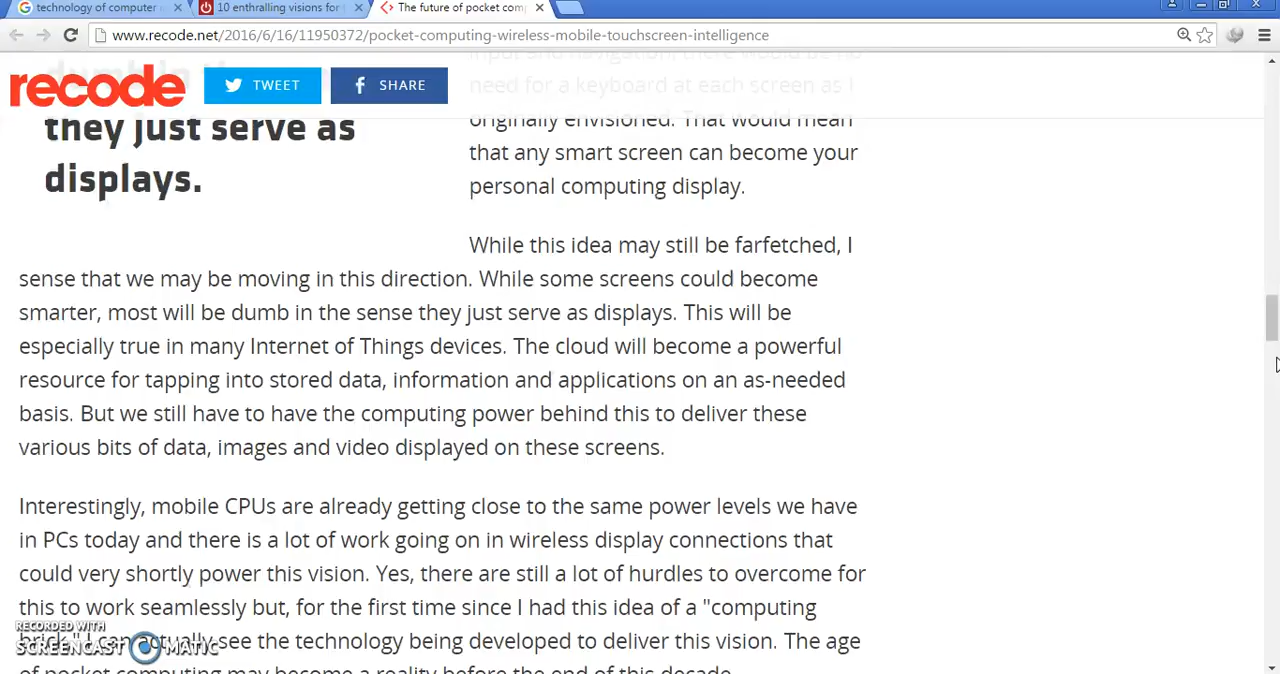 technology of computer
10 enthralling visions for
The future of pocket com
www.recode.net/2016/6/16/11950372/pocket-computing-wireless-mobile-touchscreen-intelligence
recode
TWEET
SHARE
they just serve as
displays.
input and navigation, there would be no
need for a keyboard at each screen as I
originally envisioned. That would mean
that any smart screen can become your
personal computing display.
While this idea may still be farfetched, I
sense that we may be moving in this direction. While some screens could become
smarter, most will be dumb in the sense they just serve as displays. This will be
especially true in many Internet of Things devices. The cloud will become a powerful
resource for tapping into stored data, information and applications on an as-needed
basis. But we still have to have the computing power behind this to deliver these
various bits of data, images and video displayed on these screens.
Interestingly, mobile CPUs are already getting close to the same power levels we have
in PCs today and there is a lot of work going on in wireless display connections that
could very shortly power this vision. Yes, there are still a lot of hurdles to overcome for
this to work seamlessly but, for the first time since I had this idea of a "computing
brick," I can actually see the technology being developed to deliver this vision. The age
of pocket computing may become a reality before the end of this decade.
RECORDED WITH
SCREENCAST MATIC